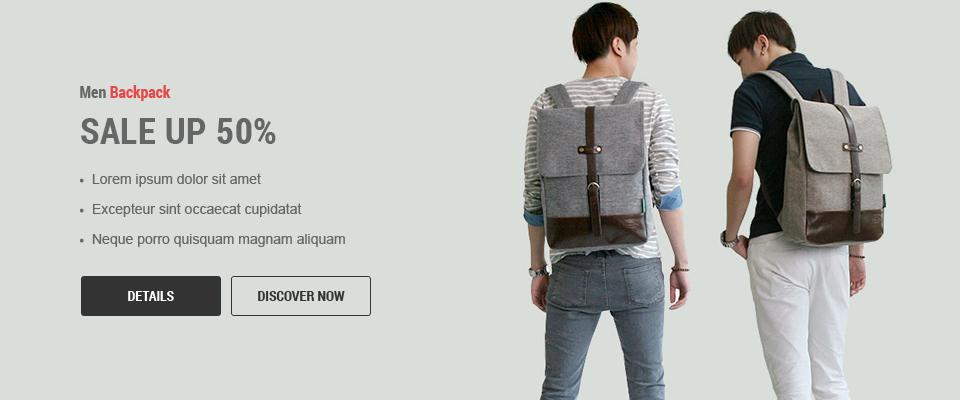 Men Backpack
SALE UP 50%
Lorem ipsum dolor sit amet
Excepteur sint occaecat cupidatat
Neque porro quisquam magnam aliquam
DETAILS
DISCOVER NOW